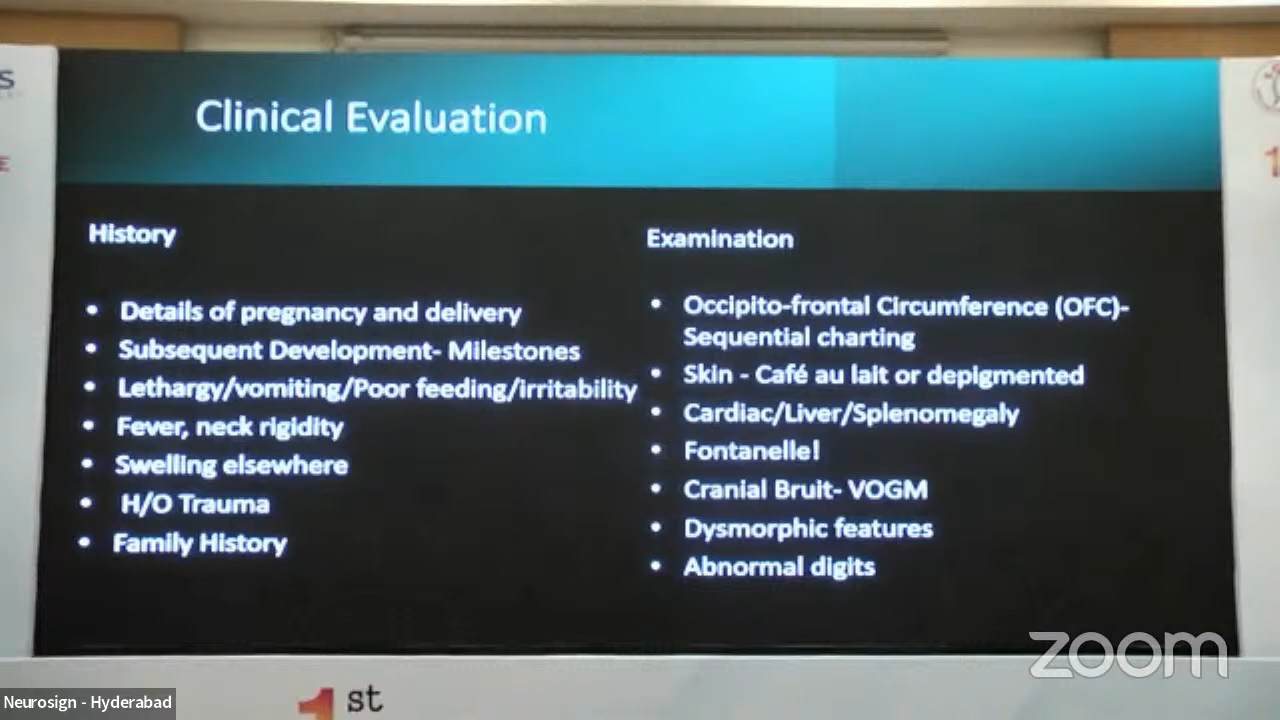 Clinical Evaluation
History
• Details of pregnancy and delivery
• Subsequent Development- Milestones
• Lethargy/vomiting/Poor feeding/irritability
• Fever, neck rigidity
• Swelling elsewhere
• H/O Trauma
• Family History
Examination
• Occipito-frontal Circumference (OFC)-
Sequential charting
• Skin - Café au lait or depigmented
• Cardiac/Liver/Splenomegaly
• Fontanelle!
• Cranial Bruit- VOGM
• Dysmorphic features
• Abnormal digits
zoom
Neurosign - Hyderabad
1st